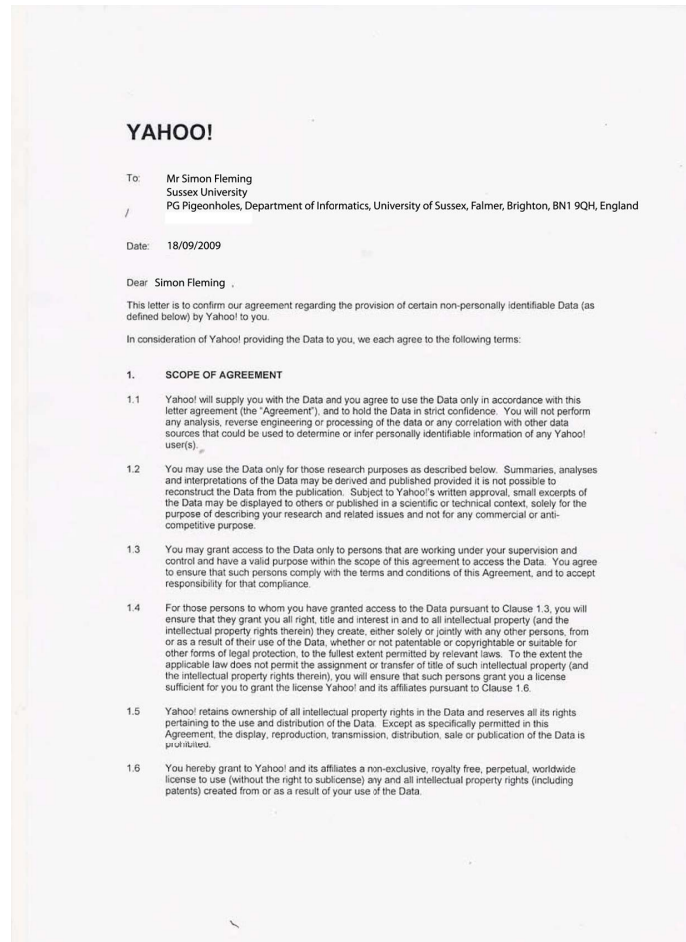 YAHOO!
To: Mr Simon Fleming
Sussex University
/ PG Pigeonholes, Department of Informatics, University of Sussex, Falmer, Brighton, BN1 9QH, England
Date: 18/09/2009
Dear Simon Fleming ,
This letter is to confirm our agreement regarding the provision of certain non-personally identifiable Data (as
defined below) by Yahoo! to you.
In consideration of Yahoo! providing the Data to you, we each agree to the following terms:
1. SCOPE OF AGREEMENT
1.1 Yahoo! will supply you with the Data and you agree to use the Data only in accordance with this
letter agreement (the "Agreement"), and to hold the Data in strict confidence. You will not perform
any analysis, reverse engineering or processing of the data or any correlation with other data
sources that could be used to determine or infer personally identifiable information of any Yahoo!
user(s).
1.2 You may use the Data only for those research purposes as described below. Summaries, analyses
and interpretations of the Data may be derived and published provided it is not possible to
reconstruct the Data from the publication. Subject to Yahoo!'s written approval, small excerpts of
the Data may be displayed to others or published in a scientific or technical context, solely for the
purpose of describing your research and related issues and not for any commercial or anti-
competitive purpose.
1.3 You may grant access to the Data only to persons that are working under your supervision and
control and have a valid purpose within the scope of this agreement to access the Data. You agree
to ensure that such persons comply with the terms and conditions of this Agreement, and to accept
responsibility for that compliance.
1.4 For those persons to whom you have granted access to the Data pursuant to Clause 1.3, you will
ensure that they grant you all right, title and interest in and to all intellectual property (and the
intellectual property rights therein) they create, either solely or jointly with any other persons, from
or as a result of their use of the Data, whether or not patentable or copyrightable or suitable for
other forms of legal protection, to the fullest extent permitted by relevant laws. To the extent the
applicable law does not permit the assignment or transfer of title of such intellectual property (and
the intellectual property rights therein), you will ensure that such persons grant you a license
sufficient for you to grant the license Yahoo! and its affiliates pursuant to Clause 1.6.
1.5 Yahoo! retains ownership of all intellectual property rights in the Data and reserves all its rights
pertaining to the use and distribution of the Data. Except as specifically permitted in this
Agreement, the display, reproduction, transmission, distribution, sale or publication of the Data is
prohibited.
1.6 You hereby grant to Yahoo! and its affiliates a non-exclusive, royalty free, perpetual, worldwide
license to use (without the right to sublicense) any and all intellectual property rights (including
patents) created from or as a result of your use of the Data.